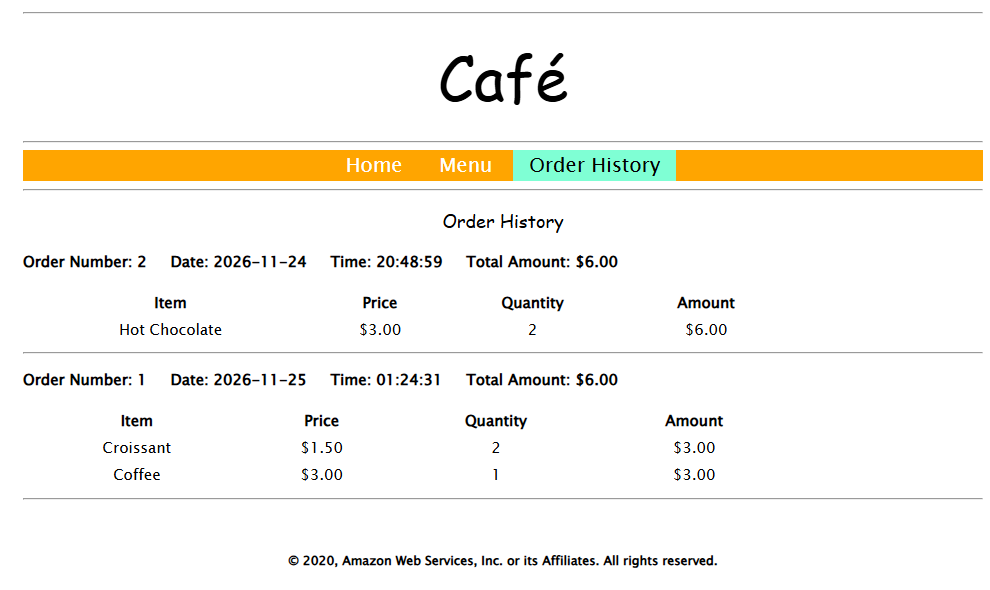 Café
Home Menu Order History
Order History
Order Number: 2 Date: 2026-11-24 Time: 20:48:59 Total Amount: $6.00
Item Price Quantity Amount
Hot Chocolate $3.00 2 $6.00
Order Number: 1 Date: 2026-11-25 Time: 01:24:31 Total Amount: $6.00
Item Price Quantity Amount
Croissant $1.50 2 $3.00
Coffee $3.00 1 $3.00
© 2020, Amazon Web Services, Inc. or its Affiliates. All rights reserved.